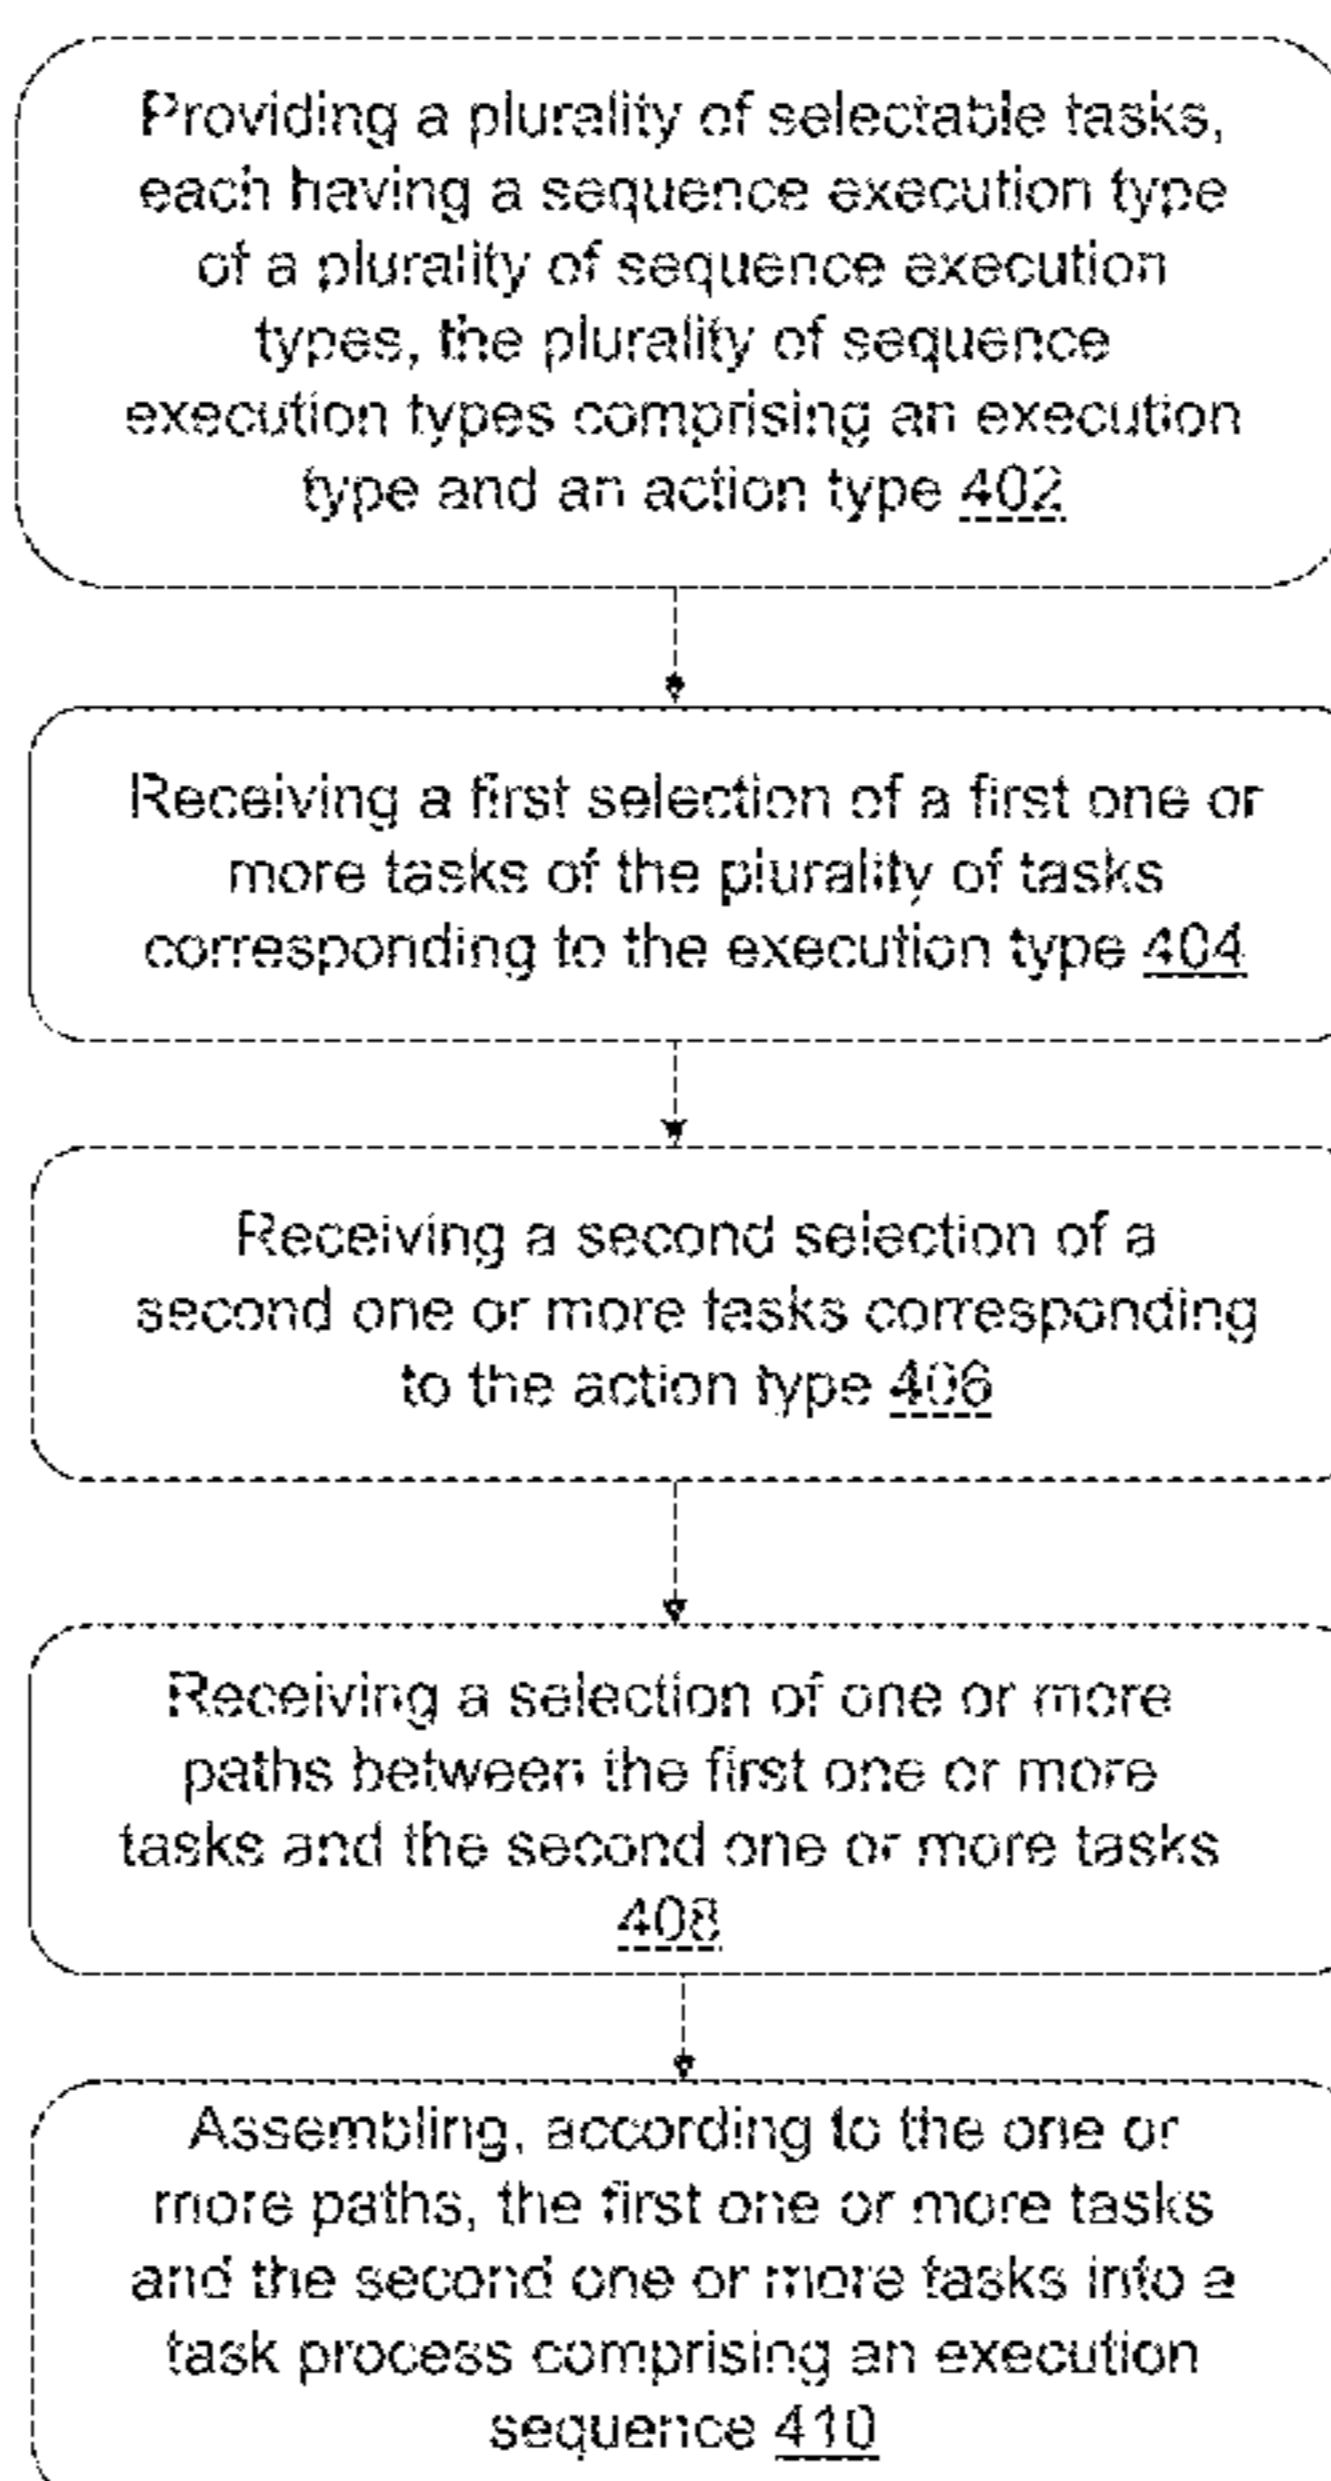 Providing a plurality of selectable tasks,
each having a sequence execution type
of a plurality of sequence execution
types, the plurality of sequence
execution types comprising an execution
type and an action type 402
Receiving a first selection of a first one or
more tasks of the plurality of tasks
corresponding to the execution type 404
Receiving a second selection of a
second one or more tasks corresponding
to the action type 406
Receiving a selection of one or more
paths between the first one or more
tasks and the second one or more tasks
408
Assembling, according to the one or
more paths, the first one or more tasks
and the second one or more tasks into a
task process comprising an execution
sequence 410